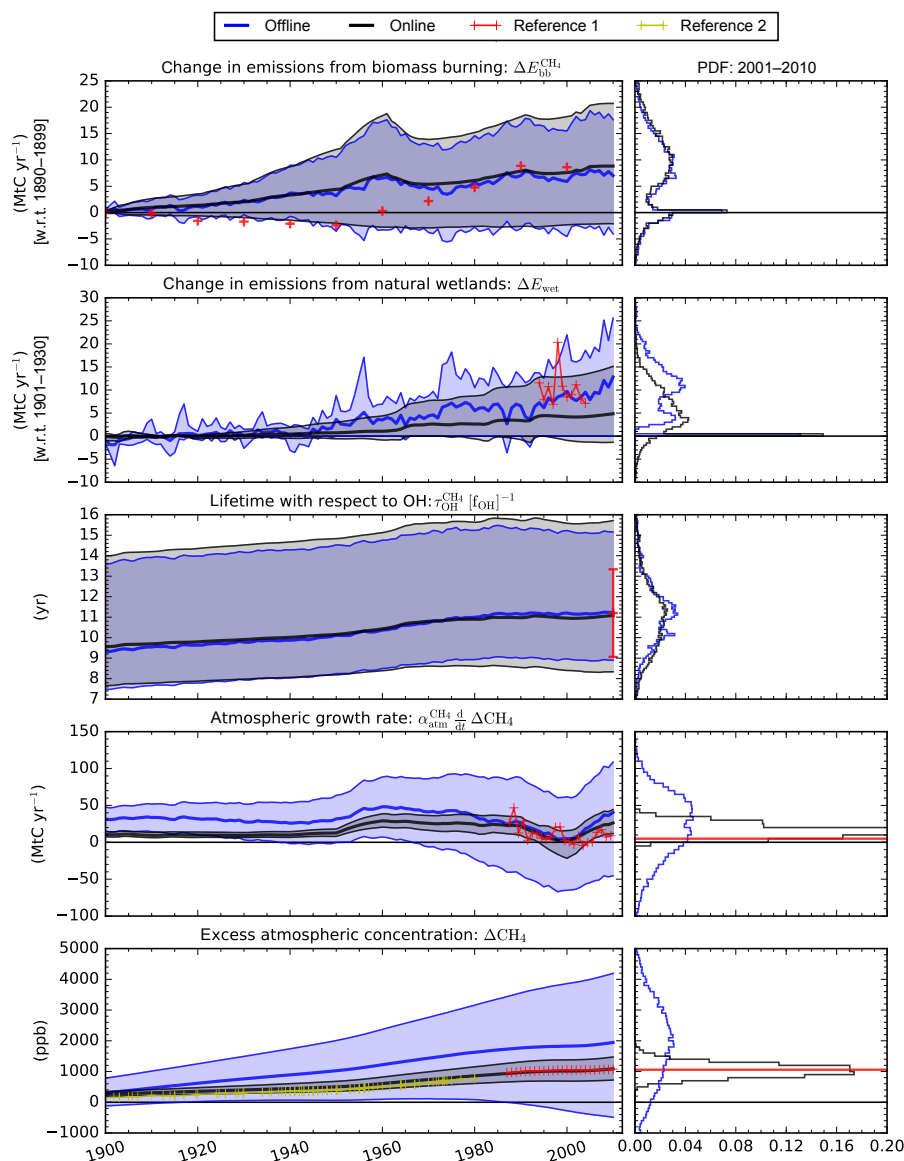 Offline Online Reference 1 Reference 2
Change in emissions from biomass burning: ΔE_bb^CH₄ PDF: 2001–2010
(MtC yr⁻¹)
[w.r.t. 1890–1899]
25
20
15
10
5
0
−5
−10
Change in emissions from natural wetlands: ΔE_wet
(MtC yr⁻¹)
[w.r.t. 1901–1930]
30
25
20
15
10
5
0
−5
−10
Lifetime with respect to OH: τ_OH^CH₄ [f_OH]⁻¹
(yr)
16
15
14
13
12
11
10
9
8
7
Atmospheric growth rate: α_atm^CH₄ d/dt ΔCH₄
(MtC yr⁻¹)
150
100
50
0
−50
−100
Excess atmospheric concentration: ΔCH₄
(ppb)
5000
4000
3000
2000
1000
0
−1000
1900 1920 1940 1960 1980 2000 0.00 0.04 0.08 0.12 0.16 0.20